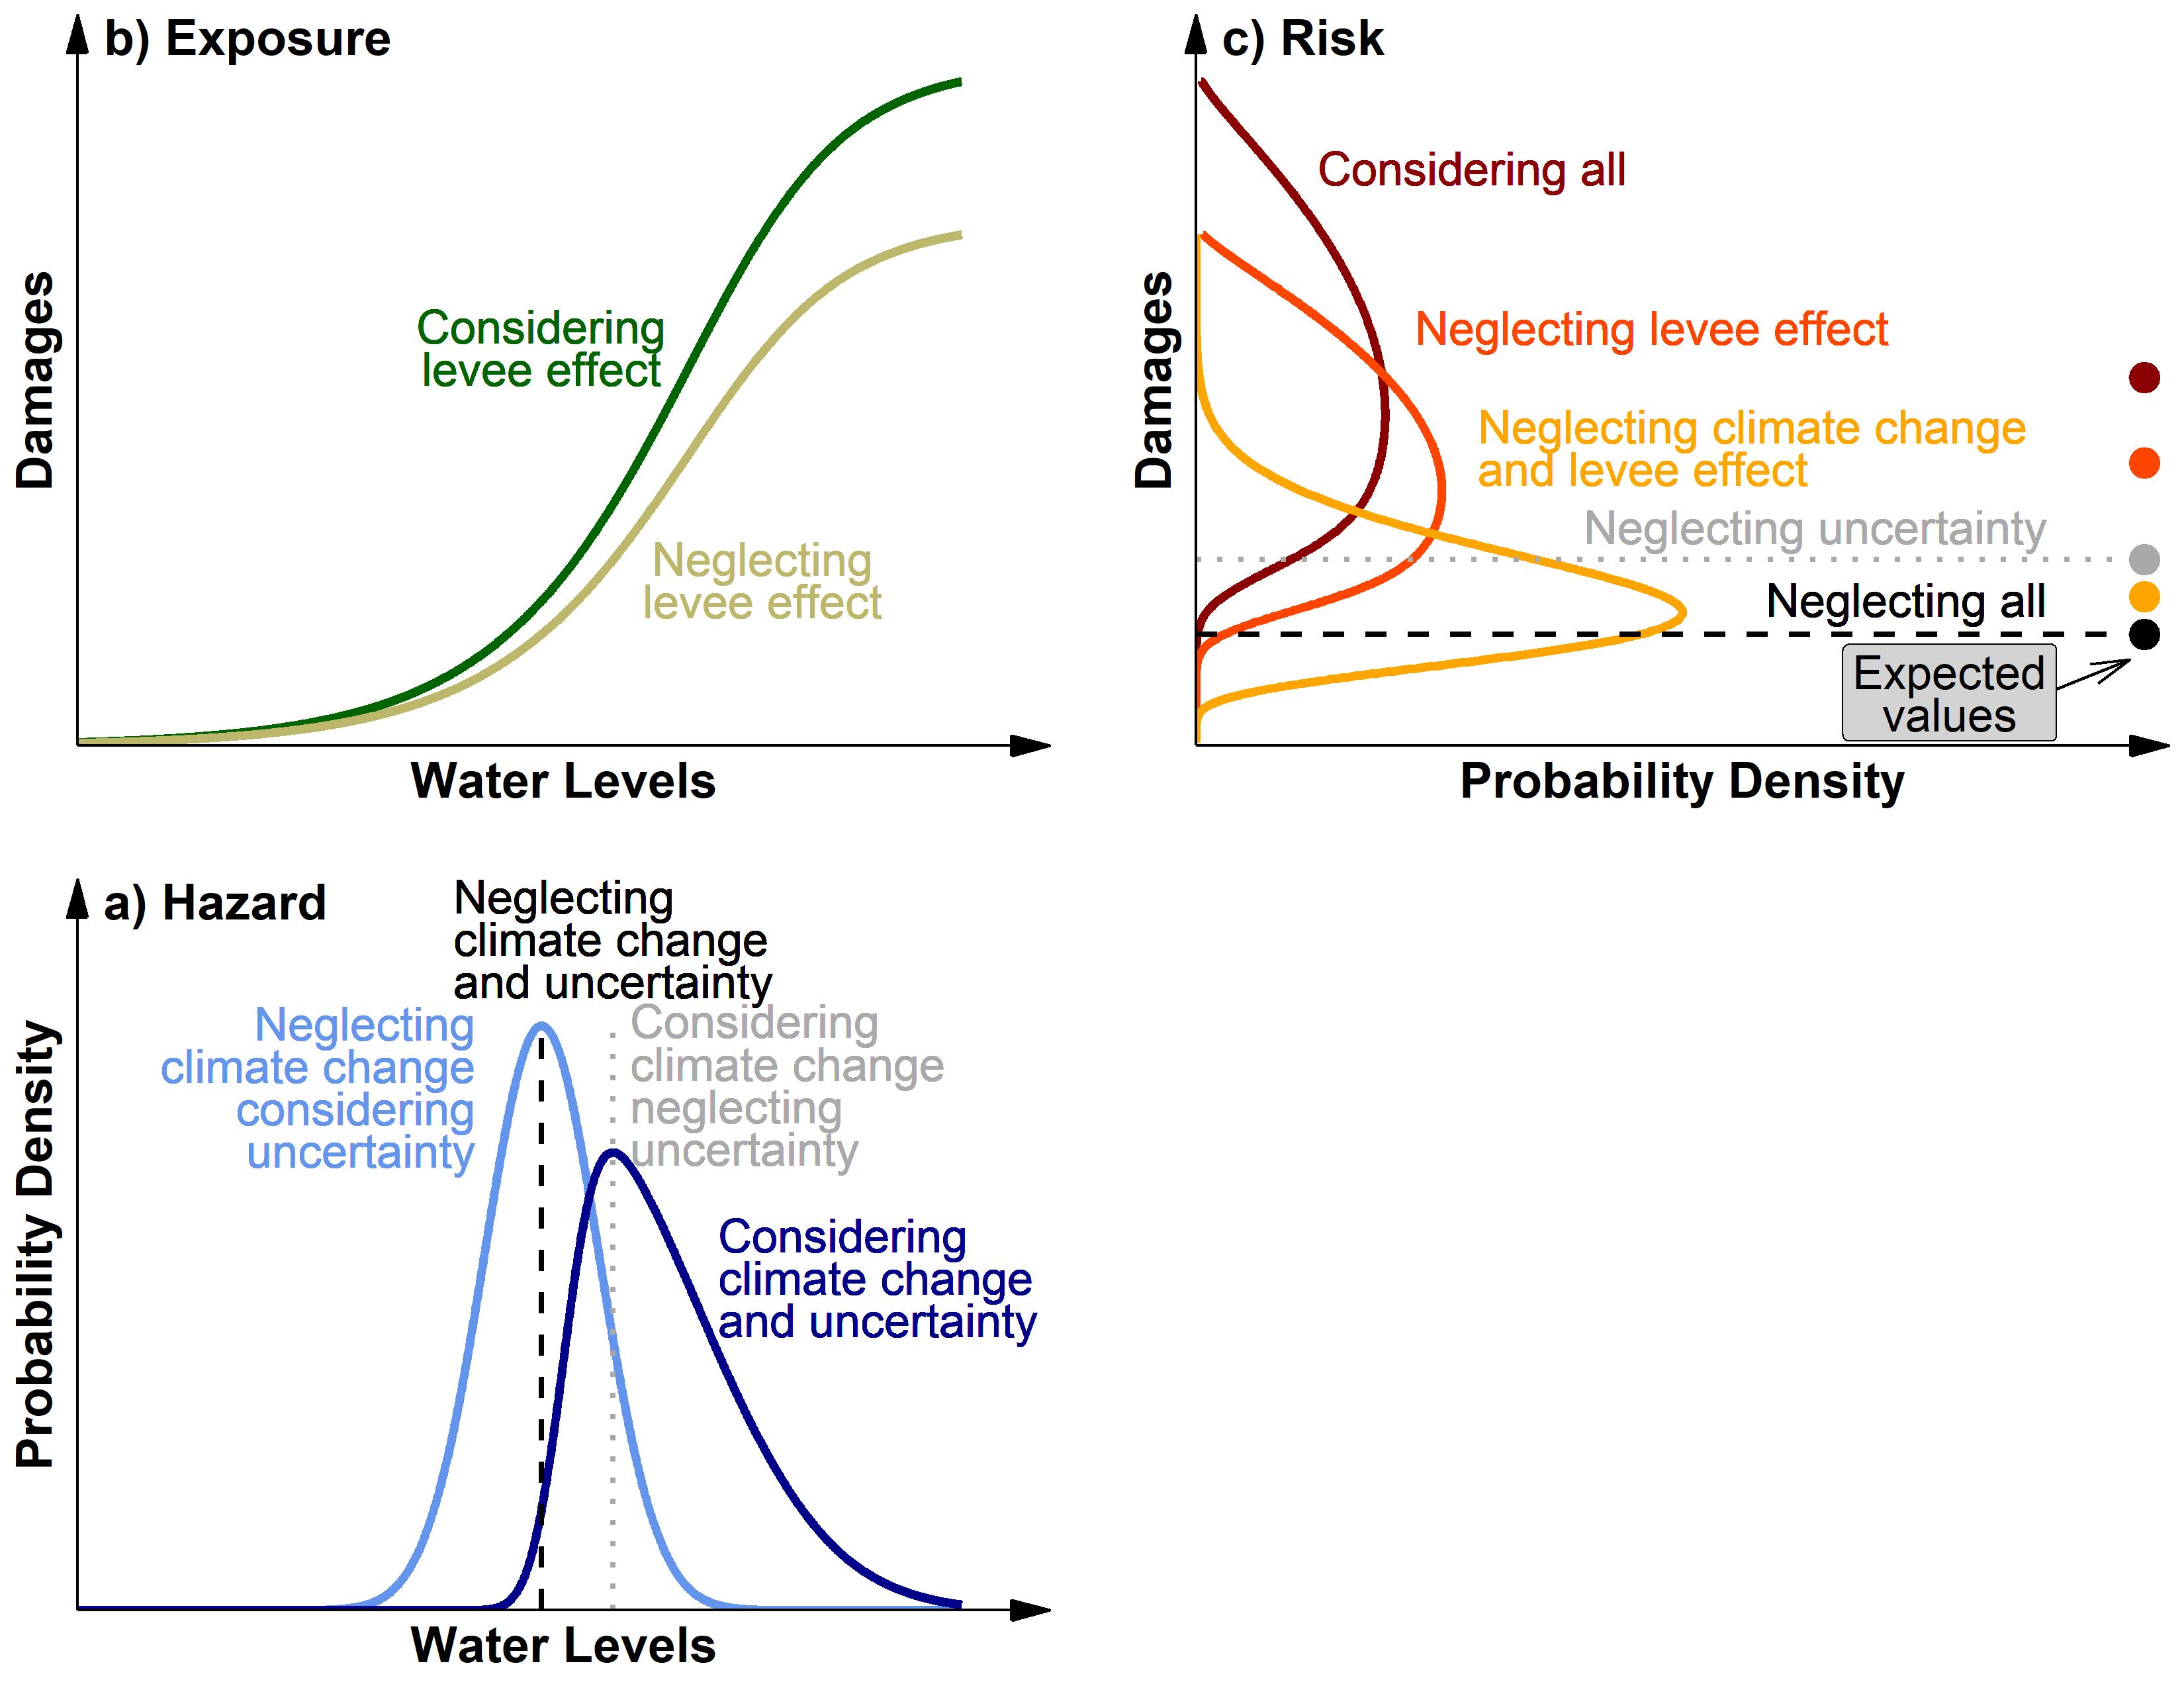 b) Exposure
Damages
Considering
levee effect
Neglecting
levee effect
Water Levels
c) Risk
Damages
Considering all
Neglecting levee effect
Neglecting climate change
and levee effect
Neglecting uncertainty
Neglecting all
Expected
values
Probability Density
a) Hazard
Probability Density
Neglecting
climate change
and uncertainty
Neglecting
climate change
considering
uncertainty
Considering
climate change
neglecting
uncertainty
Considering
climate change
and uncertainty
Water Levels